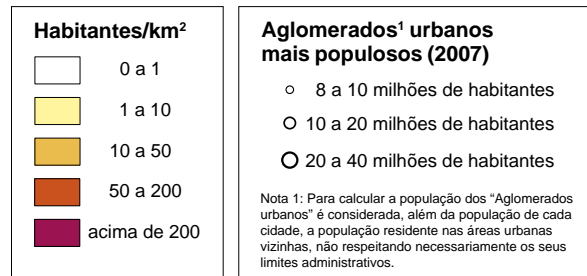 Habitantes/km²
0 a 1
1 a 10
10 a 50
50 a 200
acima de 200
Aglomerados¹ urbanos
mais populosos (2007)
8 a 10 milhões de habitantes
10 a 20 milhões de habitantes
20 a 40 milhões de habitantes
Nota 1: Para calcular a população dos “Aglomerados
urbanos” é considerada, além da população de cada
cidade, a população residente nas áreas urbanas
vizinhas, não respeitando necessariamente os seus
limites administrativos.